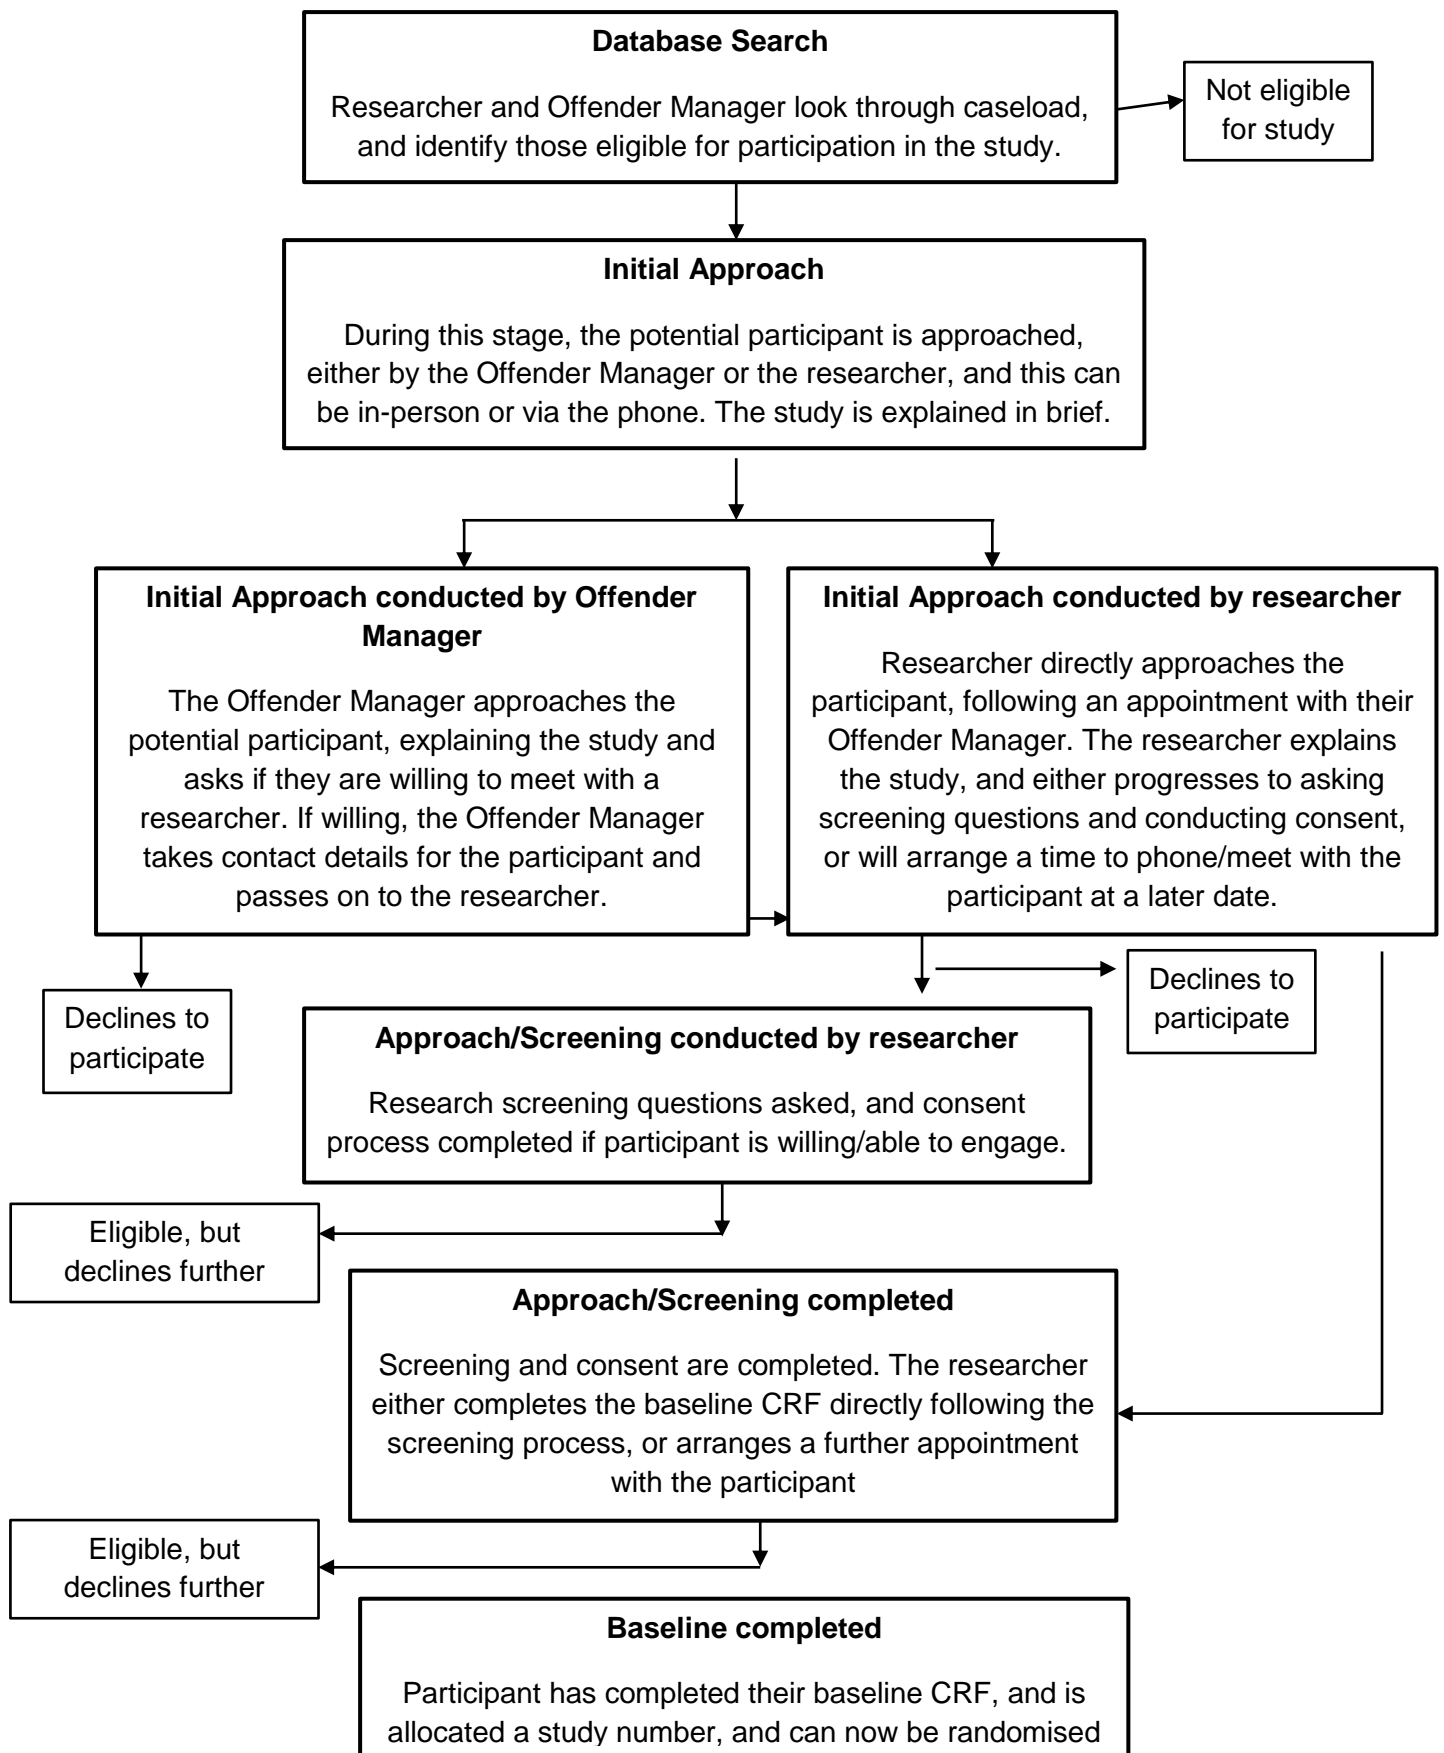 Database Search
Researcher and Offender Manager look through caseload,
and identify those eligible for participation in the study.
Not eligible
for study
Initial Approach
During this stage, the potential participant is approached,
either by the Offender Manager or the researcher, and this can
be in-person or via the phone. The study is explained in brief.
Initial Approach conducted by Offender
Manager
The Offender Manager approaches the
potential participant, explaining the study and
asks if they are willing to meet with a
researcher. If willing, the Offender Manager
takes contact details for the participant and
passes on to the researcher.
Initial Approach conducted by researcher
Researcher directly approaches the
participant, following an appointment with their
Offender Manager. The researcher explains
the study, and either progresses to asking
screening questions and conducting consent,
or will arrange a time to phone/meet with the
participant at a later date.
Declines to
participate
Declines to
participate
Approach/Screening conducted by researcher
Research screening questions asked, and consent
process completed if participant is willing/able to engage.
Eligible, but
declines further
Approach/Screening completed
Screening and consent are completed. The researcher
either completes the baseline CRF directly following the
screening process, or arranges a further appointment
with the participant
Eligible, but
declines further
Baseline completed
Participant has completed their baseline CRF, and is
allocated a study number, and can now be randomised